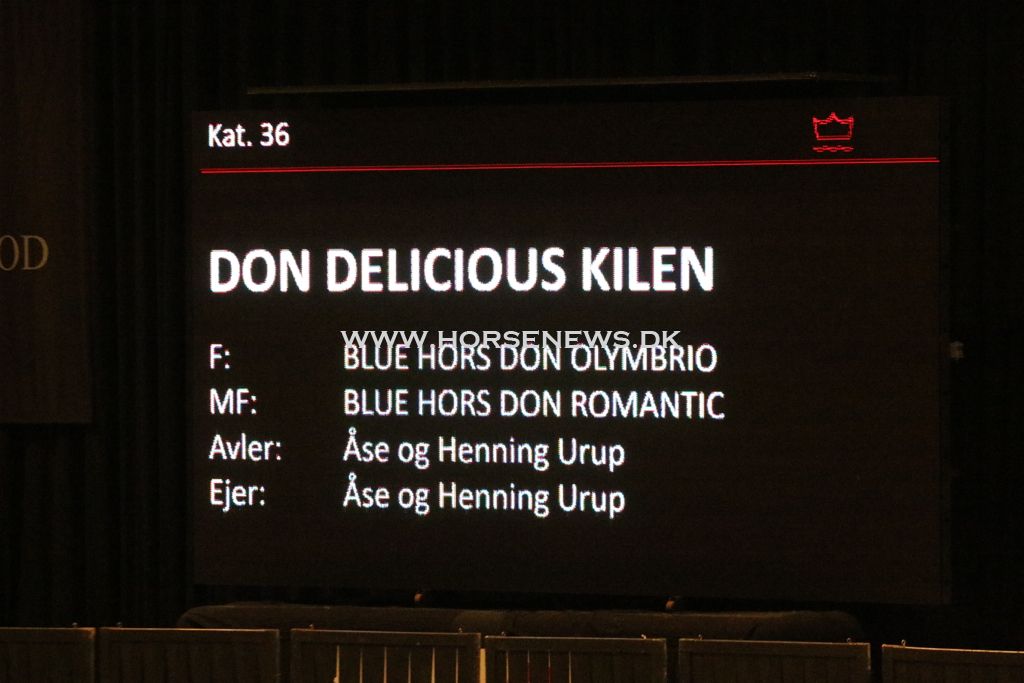 Kat. 36
OD
DON DELICIOUS KILEN
WWW.HORSENEWS.DK
F: BLUE HORS DON OLYMBRIO
MF: BLUE HORS DON ROMANTIC
Avler: Åse og Henning Urup
Ejer: Åse og Henning Urup